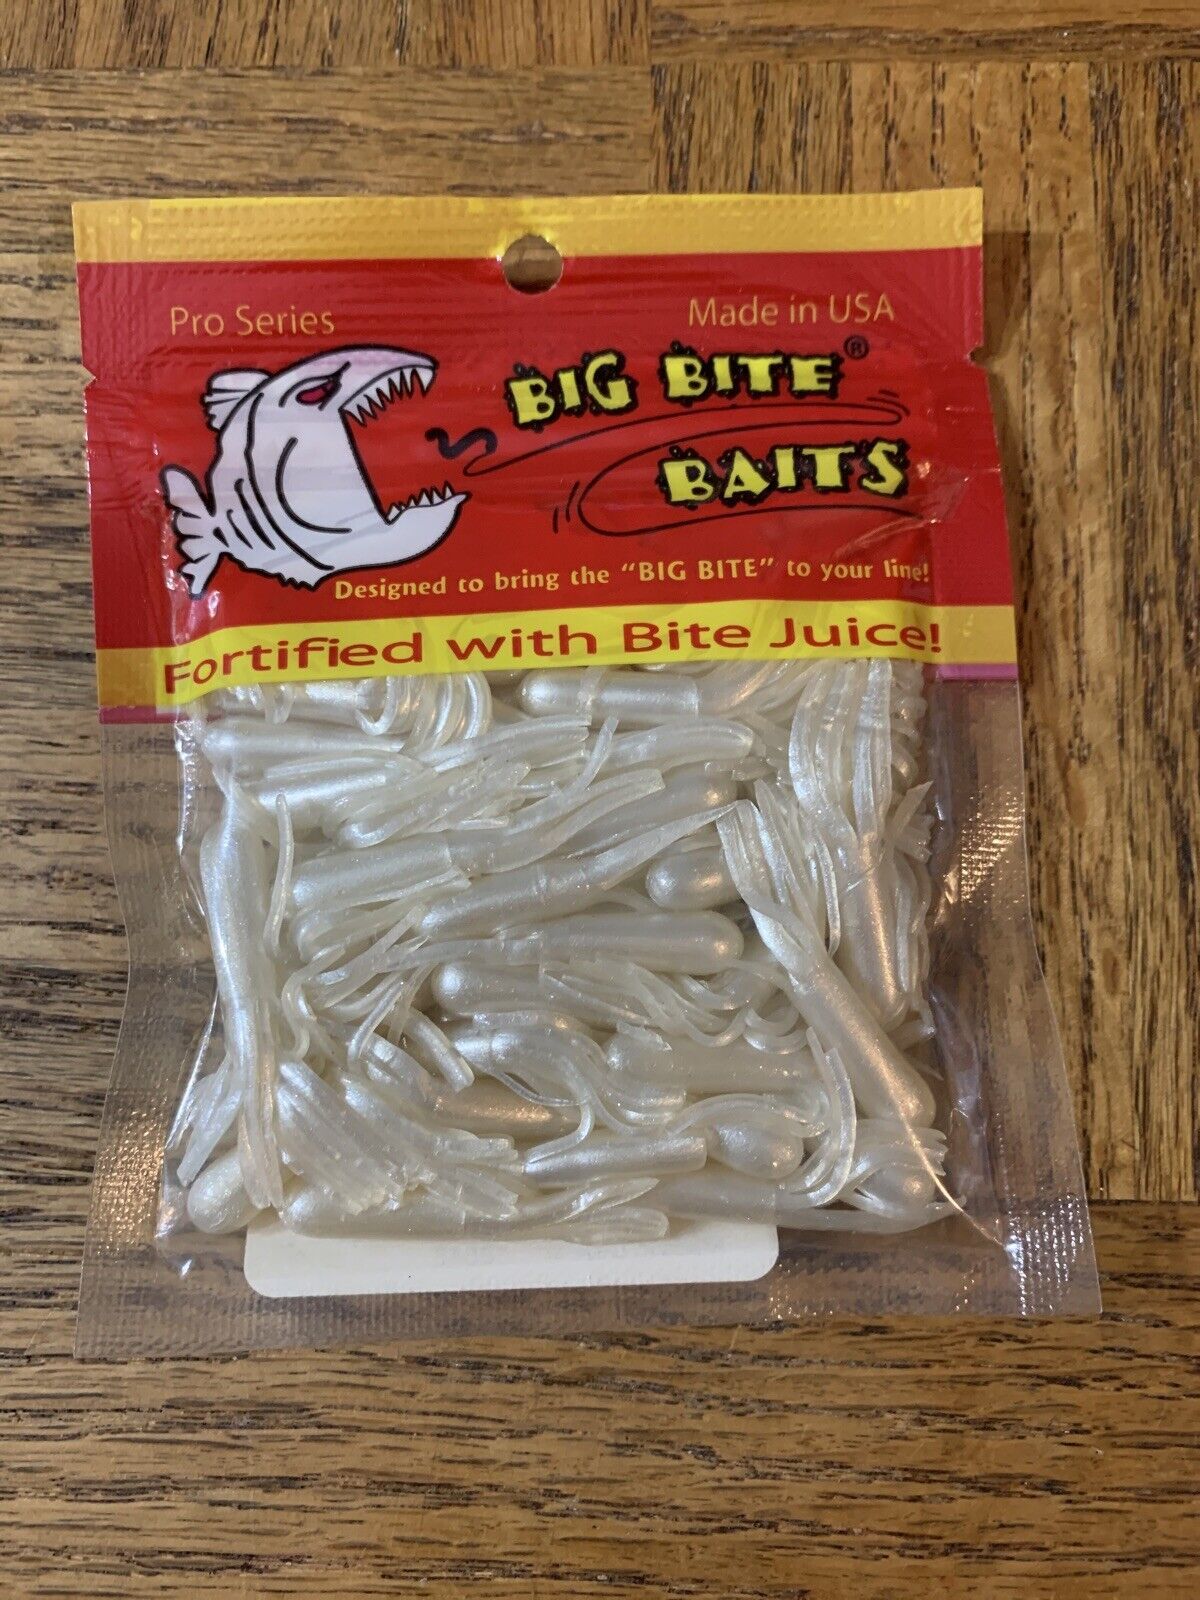 Pro Series
Made in USA
BIG BITE®
BAITS
Designed to bring the "BIG BITE" to your line!
Fortified with Bite Juice!